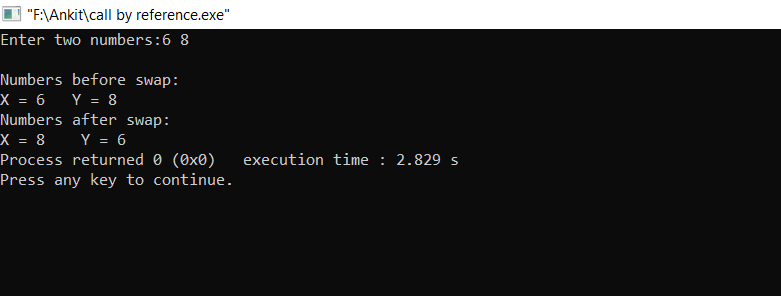 "F:\Ankit\call by reference.exe"
Enter two numbers:6 8
Numbers before swap:
X = 6   Y = 8
Numbers after swap:
X = 8    Y = 6
Process returned 0 (0x0)   execution time : 2.829 s
Press any key to continue.